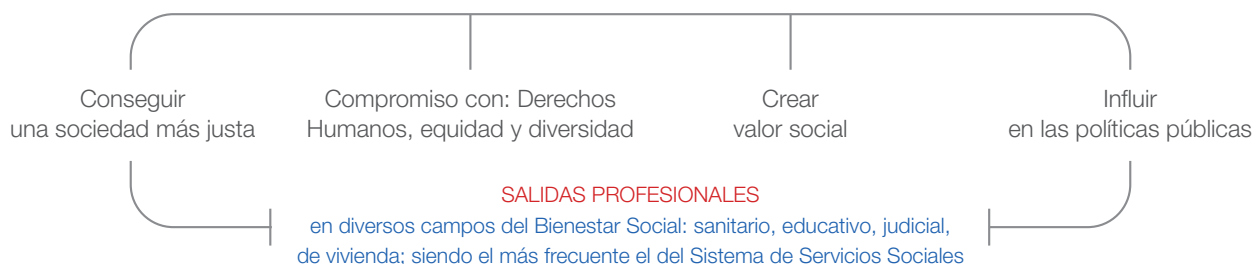 Conseguir
una sociedad más justa
Compromiso con: Derechos
Humanos, equidad y diversidad
Crear
valor social
Influir
en las políticas públicas
SALIDAS PROFESIONALES
en diversos campos del Bienestar Social: sanitario, educativo, judicial,
de vivienda; siendo el más frecuente el del Sistema de Servicios Sociales